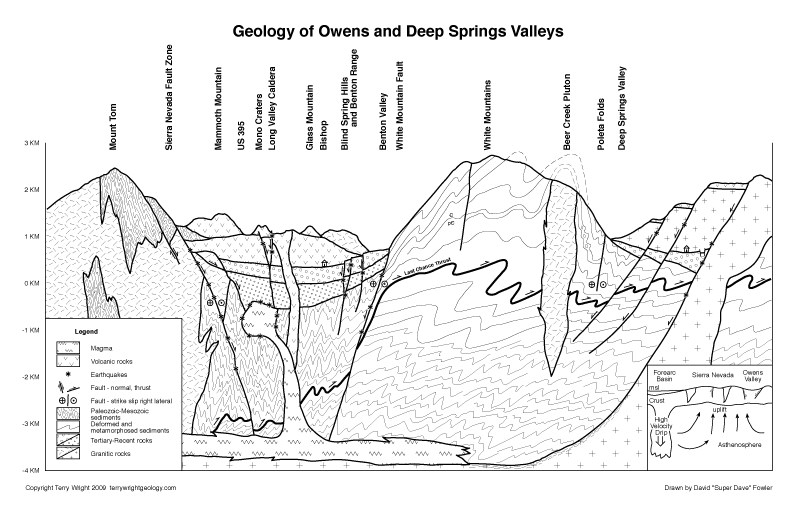 Geology of Owens and Deep Springs Valleys
Mount Tom
Sierra Nevada Fault Zone
Mammoth Mountain
US 395
Mono Craters
Long Valley Caldera
Glass Mountain
Bishop
Blind Spring Hills
and Benton Range
Benton Valley
White Mountain Fault
White Mountains
Beer Creek Pluton
Poleta Folds
Deep Springs Valley
3 KM
2 KM
1 KM
0 KM
-1 KM
-2 KM
-3 KM
-4 KM
C
PC
Last Chance Thrust
Legend
Magma
Volcanic rocks
Earthquakes
Fault - normal, thrust
Fault - strike slip right lateral
Paleozoic-Mesozoic
sediments
Deformed and
metamorphosed sediments
Tertiary-Recent rocks
Granitic rocks
Forearc
Basin
Sierra Nevada
Owens
Valley
msl
Crust
uplift
High
Velocity
Drip
Asthenosphere
Copyright Terry Wright 2009 terrywrightgeology.com
Drawn by David "Super Dave" Fowler